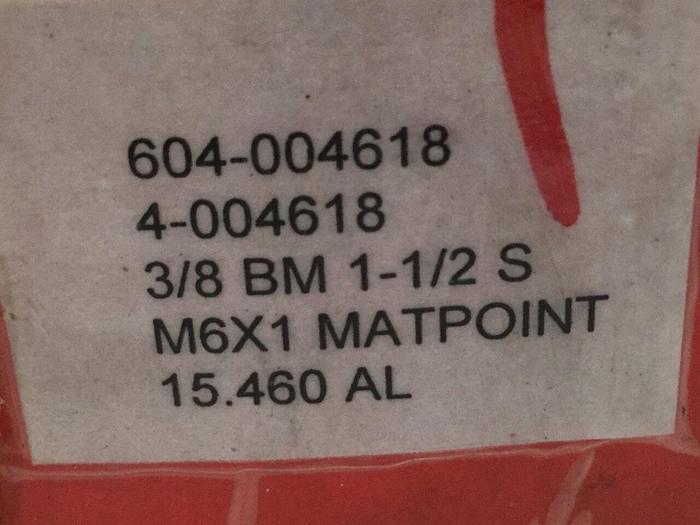 604-004618
4-004618
3/8 BM 1-1/2 S
M6X1 MATPOINT
15.460 AL